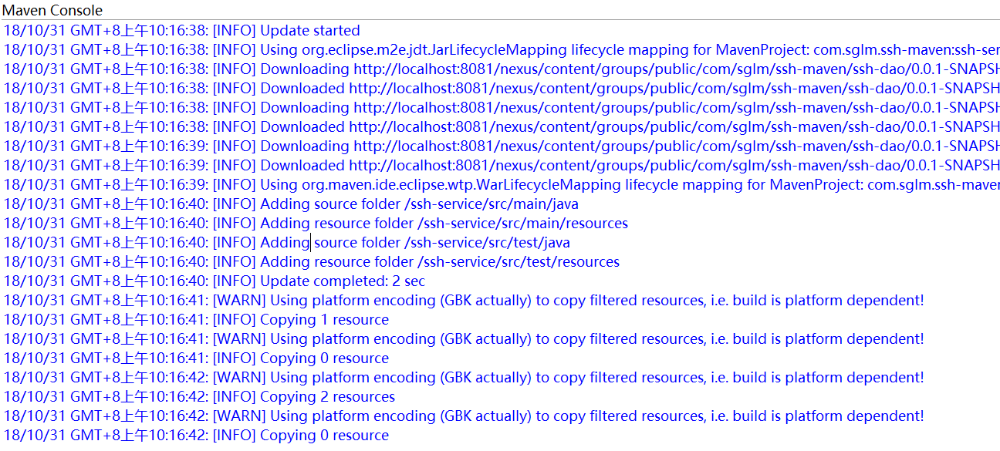 Maven Console
18/10/31 GMT+8上午10:16:38: [INFO] Update started
18/10/31 GMT+8上午10:16:38: [INFO] Using org.eclipse.m2e.jdt.JarLifecycleMapping lifecycle mapping for MavenProject: com.sglm.ssh-maven:ssh-ser
18/10/31 GMT+8上午10:16:38: [INFO] Downloading http://localhost:8081/nexus/content/groups/public/com/sglm/ssh-maven/ssh-dao/0.0.1-SNAPSH
18/10/31 GMT+8上午10:16:38: [INFO] Downloaded http://localhost:8081/nexus/content/groups/public/com/sglm/ssh-maven/ssh-dao/0.0.1-SNAPSH
18/10/31 GMT+8上午10:16:38: [INFO] Downloading http://localhost:8081/nexus/content/groups/public/com/sglm/ssh-maven/ssh-dao/0.0.1-SNAPSH
18/10/31 GMT+8上午10:16:38: [INFO] Downloaded http://localhost:8081/nexus/content/groups/public/com/sglm/ssh-maven/ssh-dao/0.0.1-SNAPSH
18/10/31 GMT+8上午10:16:39: [INFO] Downloading http://localhost:8081/nexus/content/groups/public/com/sglm/ssh-maven/ssh-dao/0.0.1-SNAPSH
18/10/31 GMT+8上午10:16:39: [INFO] Downloaded http://localhost:8081/nexus/content/groups/public/com/sglm/ssh-maven/ssh-dao/0.0.1-SNAPSH
18/10/31 GMT+8上午10:16:39: [INFO] Using org.maven.ide.eclipse.wtp.WarLifecycleMapping lifecycle mapping for MavenProject: com.sglm.ssh-maven
18/10/31 GMT+8上午10:16:40: [INFO] Adding source folder /ssh-service/src/main/java
18/10/31 GMT+8上午10:16:40: [INFO] Adding resource folder /ssh-service/src/main/resources
18/10/31 GMT+8上午10:16:40: [INFO] Adding source folder /ssh-service/src/test/java
18/10/31 GMT+8上午10:16:40: [INFO] Adding resource folder /ssh-service/src/test/resources
18/10/31 GMT+8上午10:16:40: [INFO] Update completed: 2 sec
18/10/31 GMT+8上午10:16:41: [WARN] Using platform encoding (GBK actually) to copy filtered resources, i.e. build is platform dependent!
18/10/31 GMT+8上午10:16:41: [INFO] Copying 1 resource
18/10/31 GMT+8上午10:16:41: [WARN] Using platform encoding (GBK actually) to copy filtered resources, i.e. build is platform dependent!
18/10/31 GMT+8上午10:16:41: [INFO] Copying 0 resource
18/10/31 GMT+8上午10:16:42: [WARN] Using platform encoding (GBK actually) to copy filtered resources, i.e. build is platform dependent!
18/10/31 GMT+8上午10:16:42: [INFO] Copying 2 resources
18/10/31 GMT+8上午10:16:42: [WARN] Using platform encoding (GBK actually) to copy filtered resources, i.e. build is platform dependent!
18/10/31 GMT+8上午10:16:42: [INFO] Copying 0 resource